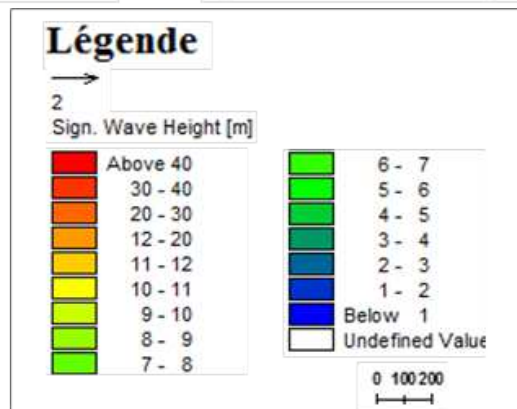 Légende
2
Sign. Wave Height [m]
Above 40
30 - 40
20 - 30
12 - 20
11 - 12
10 - 11
9 - 10
8 - 9
7 - 8
6 - 7
5 - 6
4 - 5
3 - 4
2 - 3
1 - 2
Below 1
Undefined Value
0 100 200